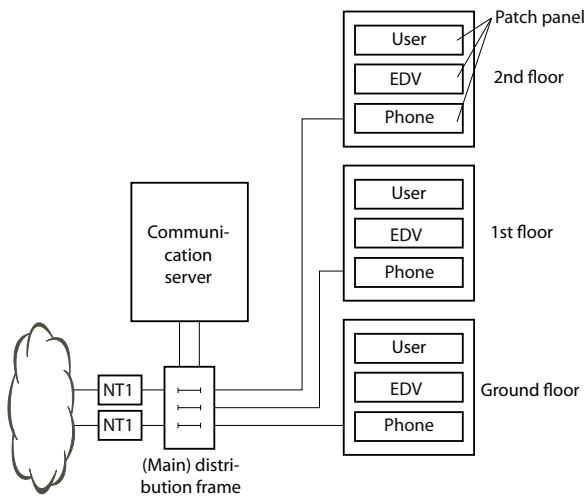 Patch panel
User
EDV
2nd floor
Phone
User
EDV
1st floor
Phone
Communi-
cation
server
User
EDV
Ground floor
Phone
NT1
NT1
(Main) distri-
bution frame